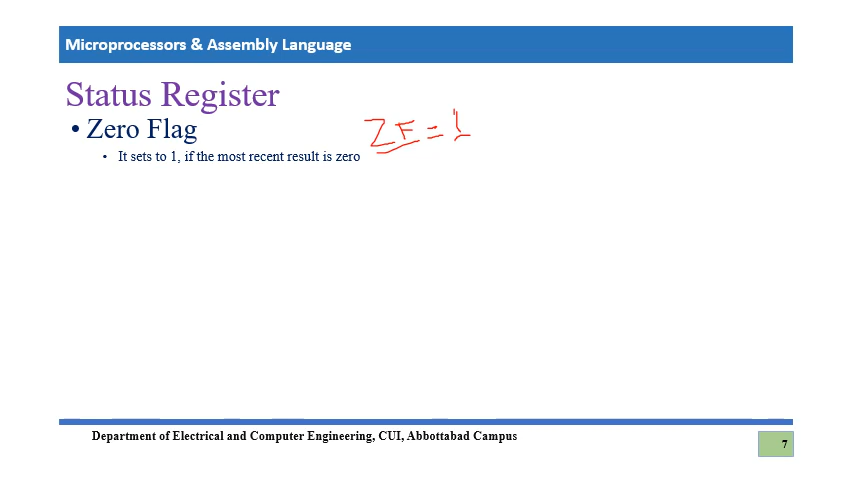 Microprocessors & Assembly Language
Status Register
• Zero Flag
ZF = 1
• It sets to 1, if the most recent result is zero
Department of Electrical and Computer Engineering, CUI, Abbottabad Campus
7